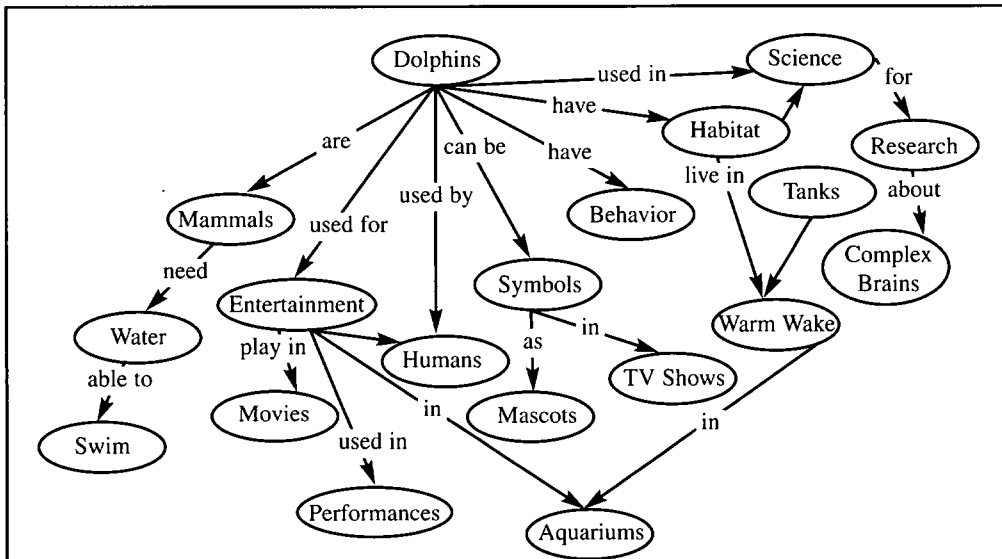 Dolphins
Science
used in
for
have
Habitat
Research
are
can be
have
live in
Tanks
about
used by
Mammals
used for
Behavior
Complex
Brains
need
Entertainment
Symbols
Water
play in
Humans
as
in
Warm Wake
able to
TV Shows
Movies
in
Mascots
in
Swim
used in
Performances
Aquariums